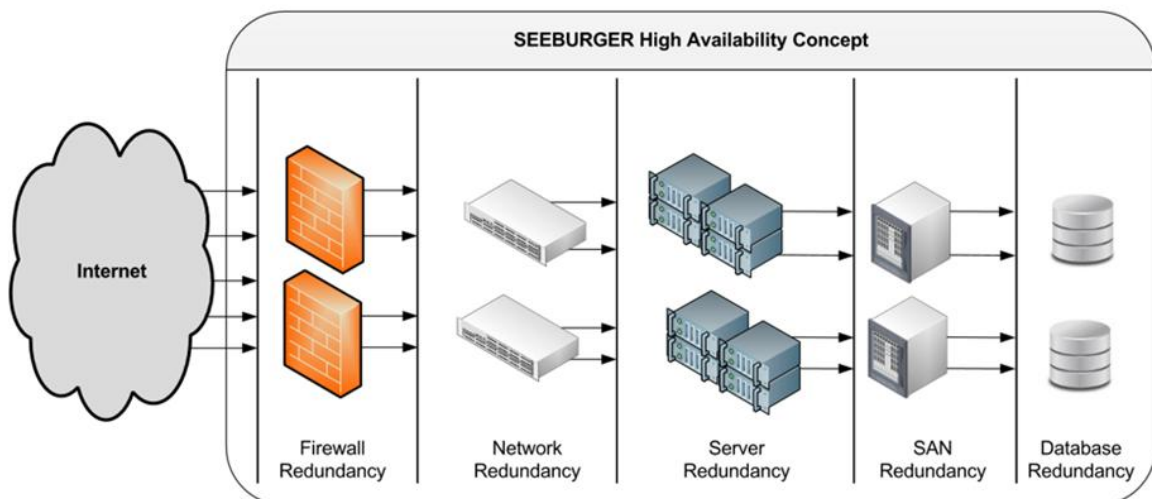 SEEBURGER High Availability Concept
Internet
Firewall
Redundancy
Network
Redundancy
Server
Redundancy
SAN
Redundancy
Database
Redundancy